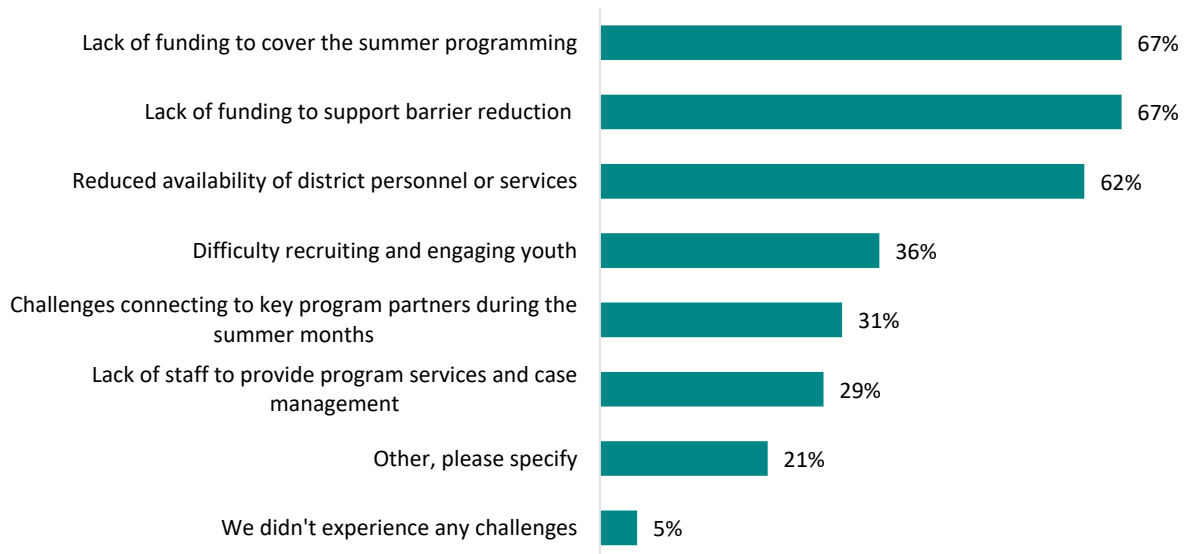 Lack of funding to cover the summer programming
67%
Lack of funding to support barrier reduction
67%
Reduced availability of district personnel or services
62%
Difficulty recruiting and engaging youth
36%
Challenges connecting to key program partners during the
summer months
31%
Lack of staff to provide program services and case
management
29%
Other, please specify
21%
We didn't experience any challenges
5%